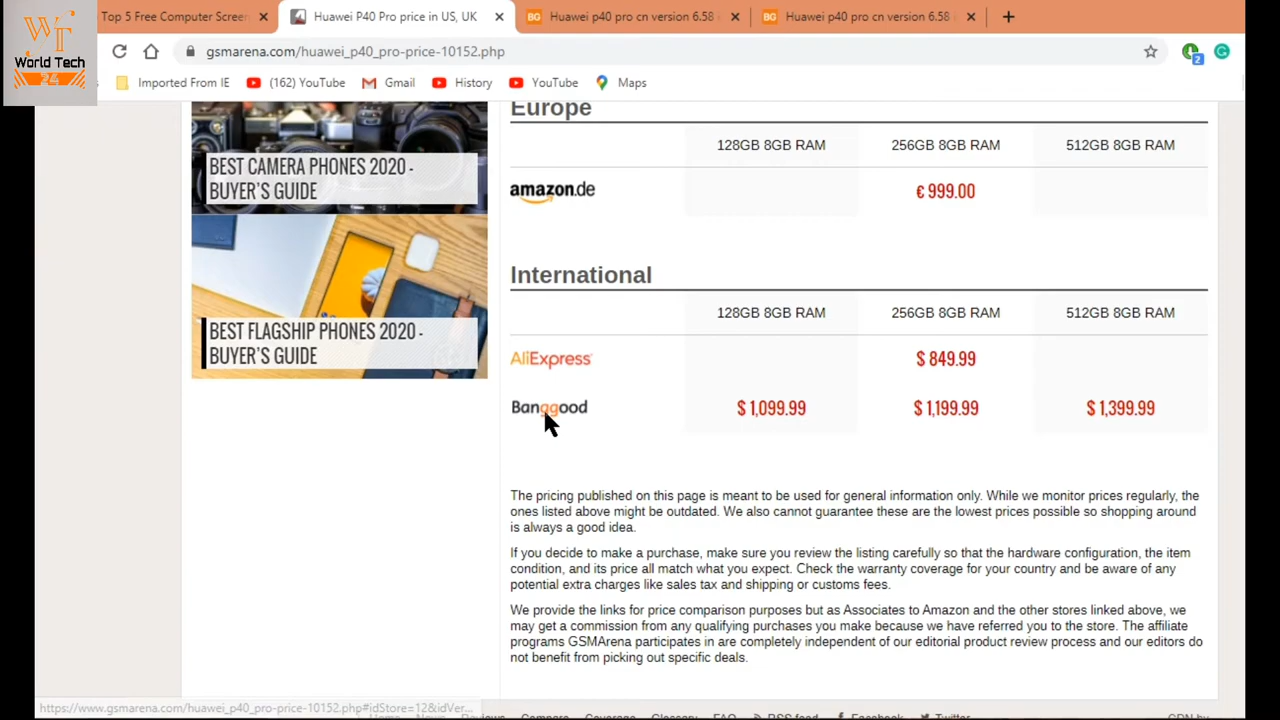 WT
World Tech
24
Top 5 Free Computer Screen
Huawei P40 Pro price in US, UK
BG Huawei p40 pro cn version 6.58
BG Huawei p40 pro cn version 6.58
gsmarena.com/huawei_p40_pro-price-10152.php
2
Imported From IE
(162) YouTube
Gmail
History
YouTube
Maps
BEST CAMERA PHONES 2020 -
BUYER'S GUIDE
BEST FLAGSHIP PHONES 2020 -
BUYER'S GUIDE
Europe
128GB 8GB RAM 256GB 8GB RAM 512GB 8GB RAM
amazon.de € 999.00
International
128GB 8GB RAM 256GB 8GB RAM 512GB 8GB RAM
AliExpress $ 849.99
Banggood $ 1,099.99 $ 1,199.99 $ 1,399.99
The pricing published on this page is meant to be used for general information only. While we monitor prices regularly, the
ones listed above might be outdated. We also cannot guarantee these are the lowest prices possible so shopping around
is always a good idea.
If you decide to make a purchase, make sure you review the listing carefully so that the hardware configuration, the item
condition, and its price all match what you expect. Check the warranty coverage for your country and be aware of any
potential extra charges like sales tax and shipping or customs fees.
We provide the links for price comparison purposes but as Associates to Amazon and the other stores linked above, we
may get a commission from any qualifying purchases you make because we have referred you to the store. The affiliate
programs GSMArena participates in are completely independent of our editorial product review process and our editors do
not benefit from picking out specific deals.
https://www.gsmarena.com/huawei_p40_pro-price-10152.php#idStore=12&idVer...
Home News Reviews Compare Coverage Glossary FAQ RSS feed Facebook Twitter CDN by